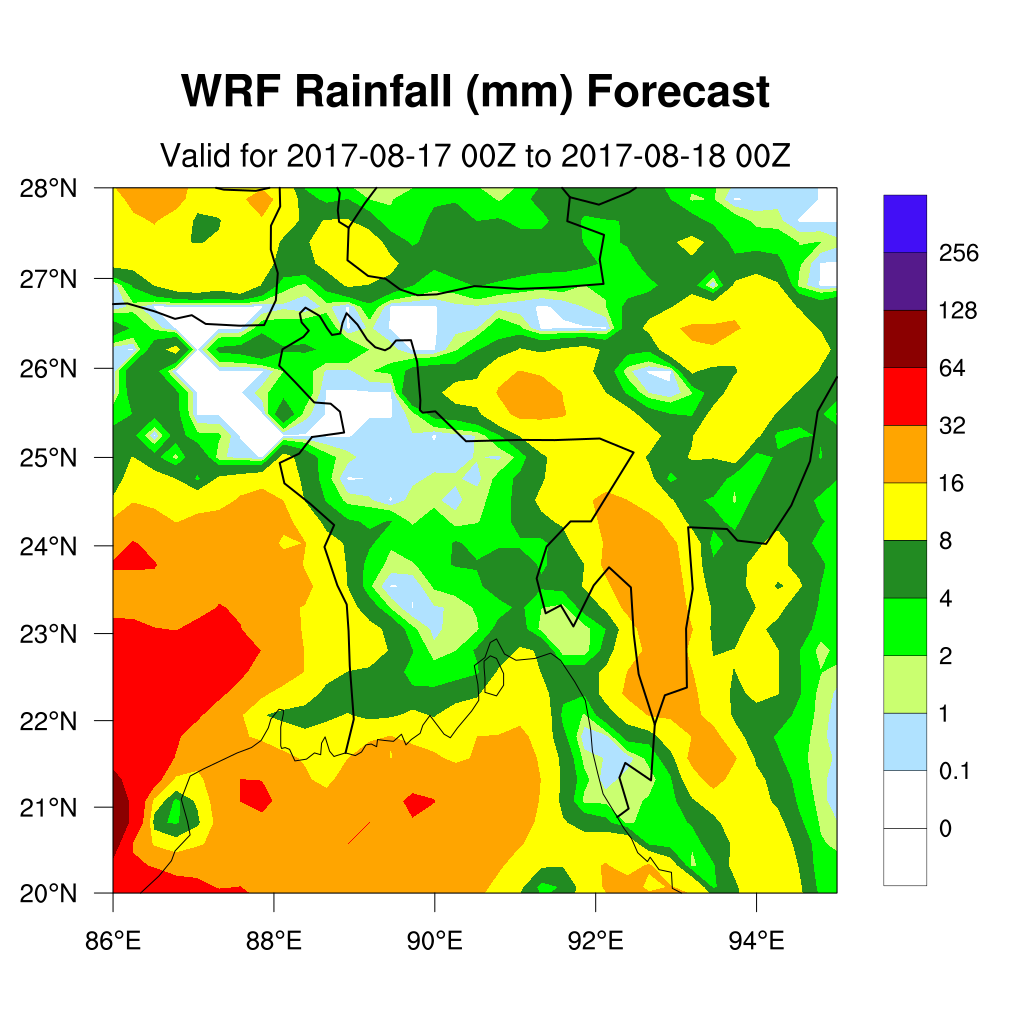 WRF Rainfall (mm) Forecast
Valid for 2017-08-17 00Z to 2017-08-18 00Z
28°N
27°N
26°N
25°N
24°N
23°N
22°N
21°N
20°N
86°E 88°E 90°E 92°E 94°E
256
128
64
32
16
8
4
2
1
0.1
0